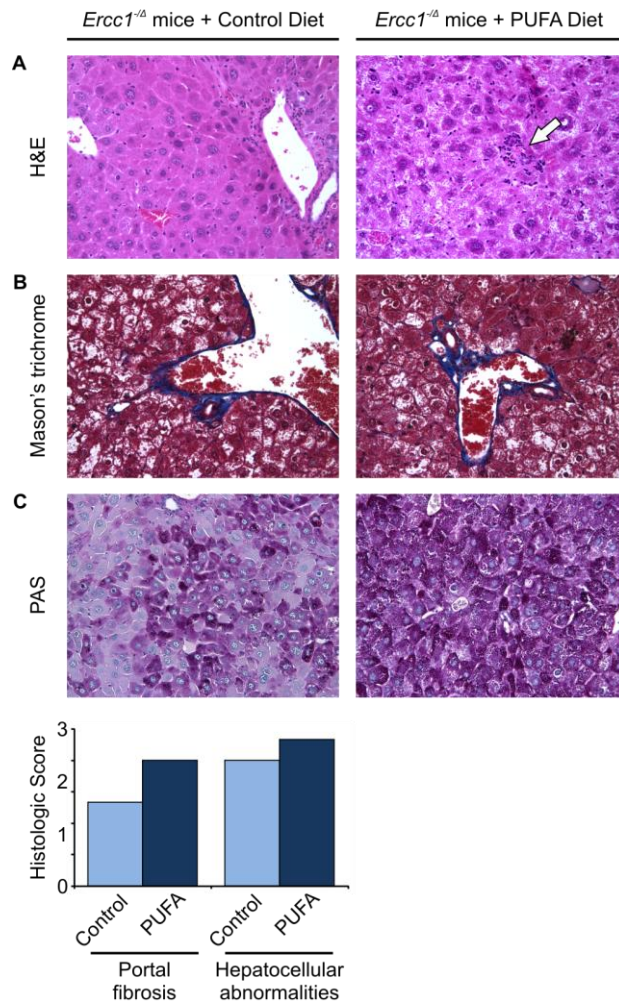 Ercc1-/Δ mice + Control Diet
Ercc1-/Δ mice + PUFA Diet
A
H&E
B
Mason's trichrome
C
PAS
Histologic Score
3
2
1
0
Control
PUFA
Control
PUFA
Portal
fibrosis
Hepatocellular
abnormalities